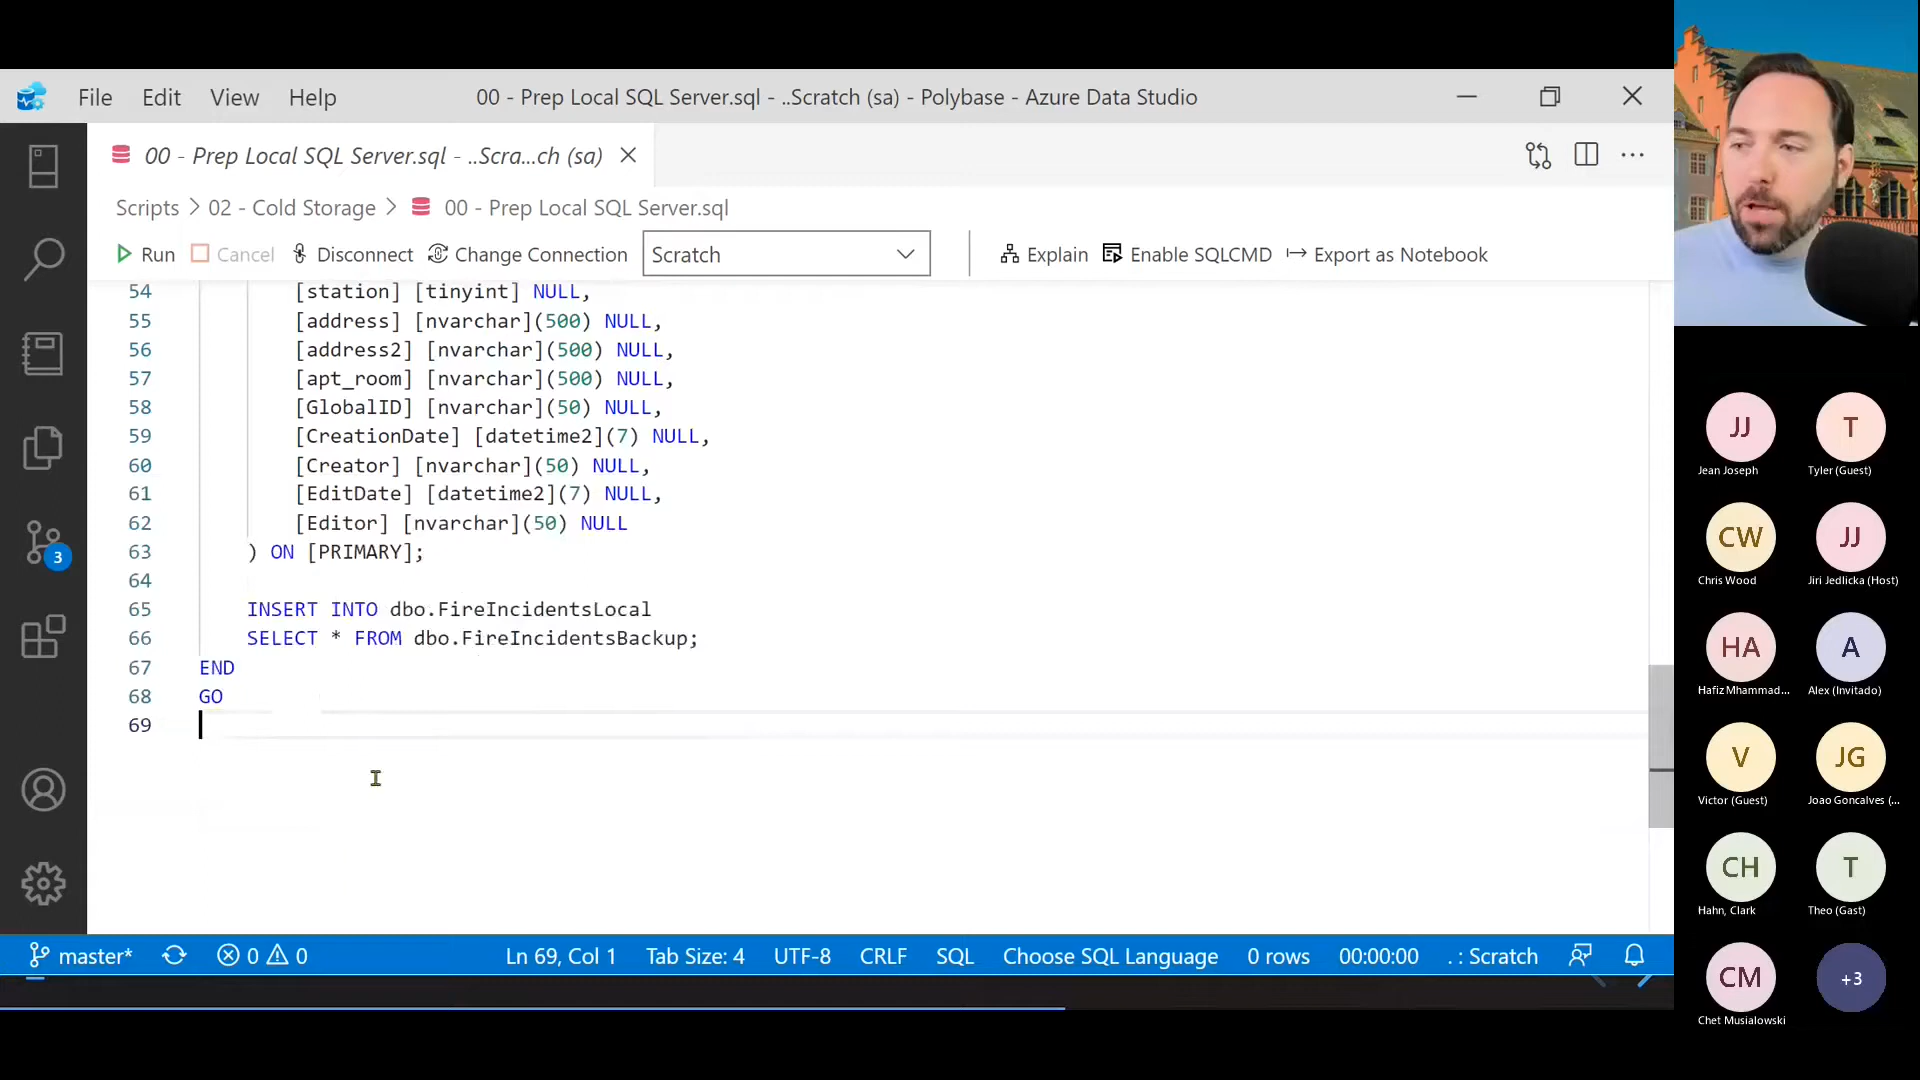 File Edit View Help
00 - Prep Local SQL Server.sql - ..Scratch (sa) - Polybase - Azure Data Studio
00 - Prep Local SQL Server.sql - ..Scra...ch (sa)
Scripts > 02 - Cold Storage > 00 - Prep Local SQL Server.sql
Run Cancel Disconnect Change Connection Scratch Explain Enable SQLCMD Export as Notebook
54 [station] [tinyint] NULL,
55 [address] [nvarchar](500) NULL,
56 [address2] [nvarchar](500) NULL,
57 [apt_room] [nvarchar](500) NULL,
58 [GlobalID] [nvarchar](50) NULL,
59 [CreationDate] [datetime2](7) NULL,
60 [Creator] [nvarchar](50) NULL,
61 [EditDate] [datetime2](7) NULL,
62 [Editor] [nvarchar](50) NULL
63 ) ON [PRIMARY];
64
65 INSERT INTO dbo.FireIncidentsLocal
66 SELECT * FROM dbo.FireIncidentsBackup;
67 END
68 GO
69
3
master* 0 0 Ln 69, Col 1 Tab Size: 4 UTF-8 CRLF SQL Choose SQL Language 0 rows 00:00:00 . : Scratch
JJ T
Jean Joseph Tyler (Guest)
CW JJ
Chris Wood Jiri Jedlicka (Host)
HA A
Hafiz Mhammad... Alex (Invitado)
V JG
Victor (Guest) Joao Goncalves (...
CH T
Hahn, Clark Theo (Gast)
CM +3
Chet Musialowski